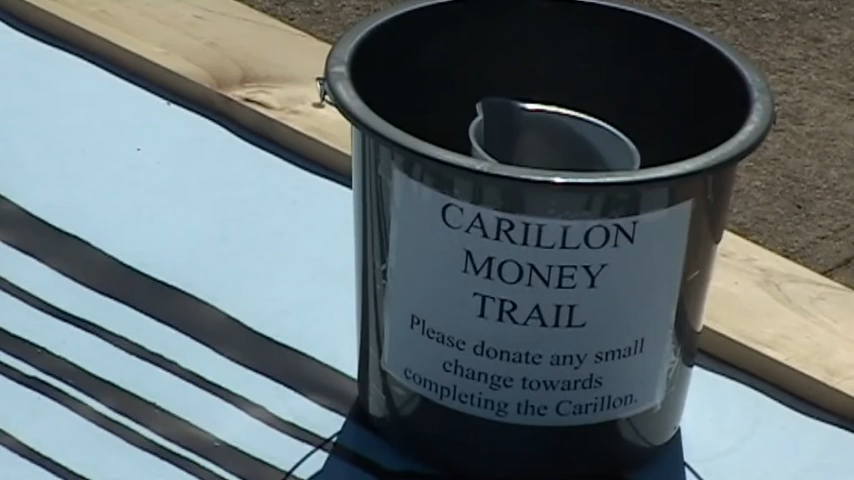 CARILLON
MONEY
TRAIL
Please donate any small
change towards
completing the Carillon.